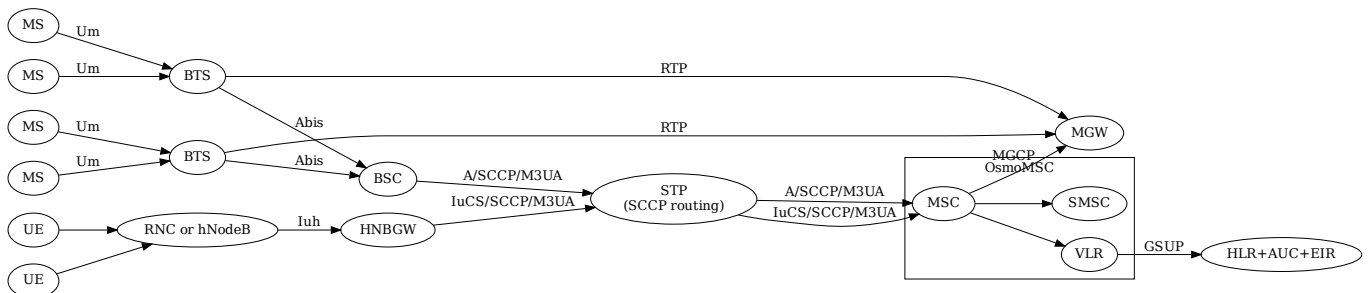 MS
Um
MS
Um
BTS
RTP
MS
Um
Abis
RTP
MGW
MS
Um
BTS
Abis
BSC
A/SCCP/M3UA
STP
(SCCP routing)
A/SCCP/M3UA
MGCP
OsmoMSC
MSC
SMSC
IuCS/SCCP/M3UA
IuCS/SCCP/M3UA
UE
RNC or hNodeB
Iuh
HNBGW
VLR
GSUP
HLR+AUC+EIR
UE